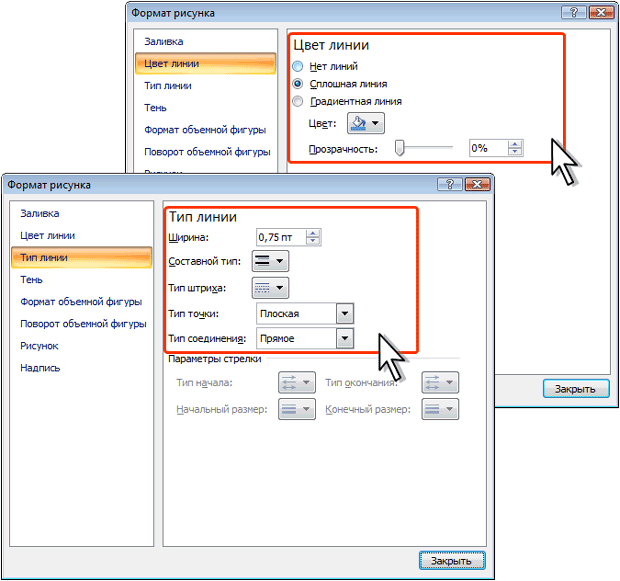 Формат рисунка
Заливка
Цвет линии
Тип линии
Тень
Формат объемной фигуры
Поворот объемной фигуры
Рисунок
Цвет линии
Нет линий
Сплошная линия
Градиентная линия
Цвет:
Прозрачность: 0%
Закрыть
Формат рисунка
Заливка
Цвет линии
Тип линии
Тень
Формат объемной фигуры
Поворот объемной фигуры
Рисунок
Надпись
Тип линии
Ширина: 0,75 пт
Составной тип:
Тип штриха:
Тип точки: Плоская
Тип соединения: Прямое
Параметры стрелки
Тип начала: Тип окончания:
Начальный размер: Конечный размер:
Закрыть